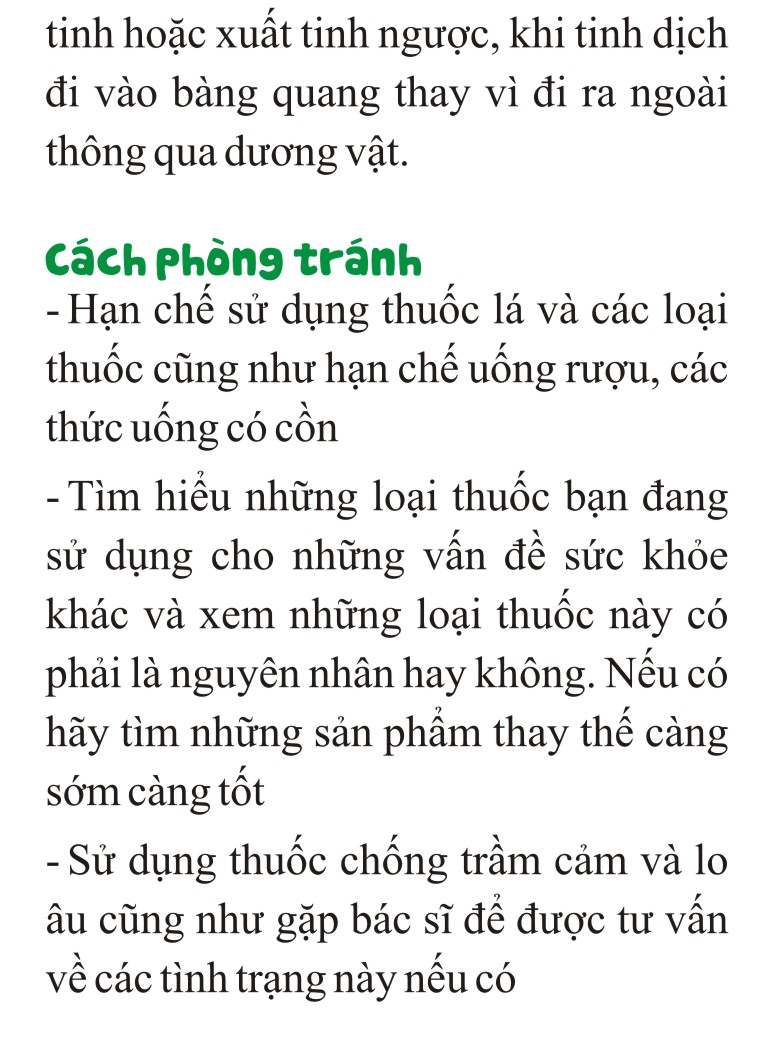 tinh hoặc xuất tinh ngược, khi tinh dịch
đi vào bàng quang thay vì đi ra ngoài
thông qua dương vật.
Cách phòng tránh
- Hạn chế sử dụng thuốc lá và các loại
thuốc cũng như hạn chế uống rượu, các
thức uống có cồn
- Tìm hiểu những loại thuốc bạn đang
sử dụng cho những vấn đề sức khỏe
khác và xem những loại thuốc này có
phải là nguyên nhân hay không. Nếu có
hãy tìm những sản phẩm thay thế càng
sớm càng tốt
- Sử dụng thuốc chống trầm cảm và lo
âu cũng như gặp bác sĩ để được tư vấn
về các tình trạng này nếu có